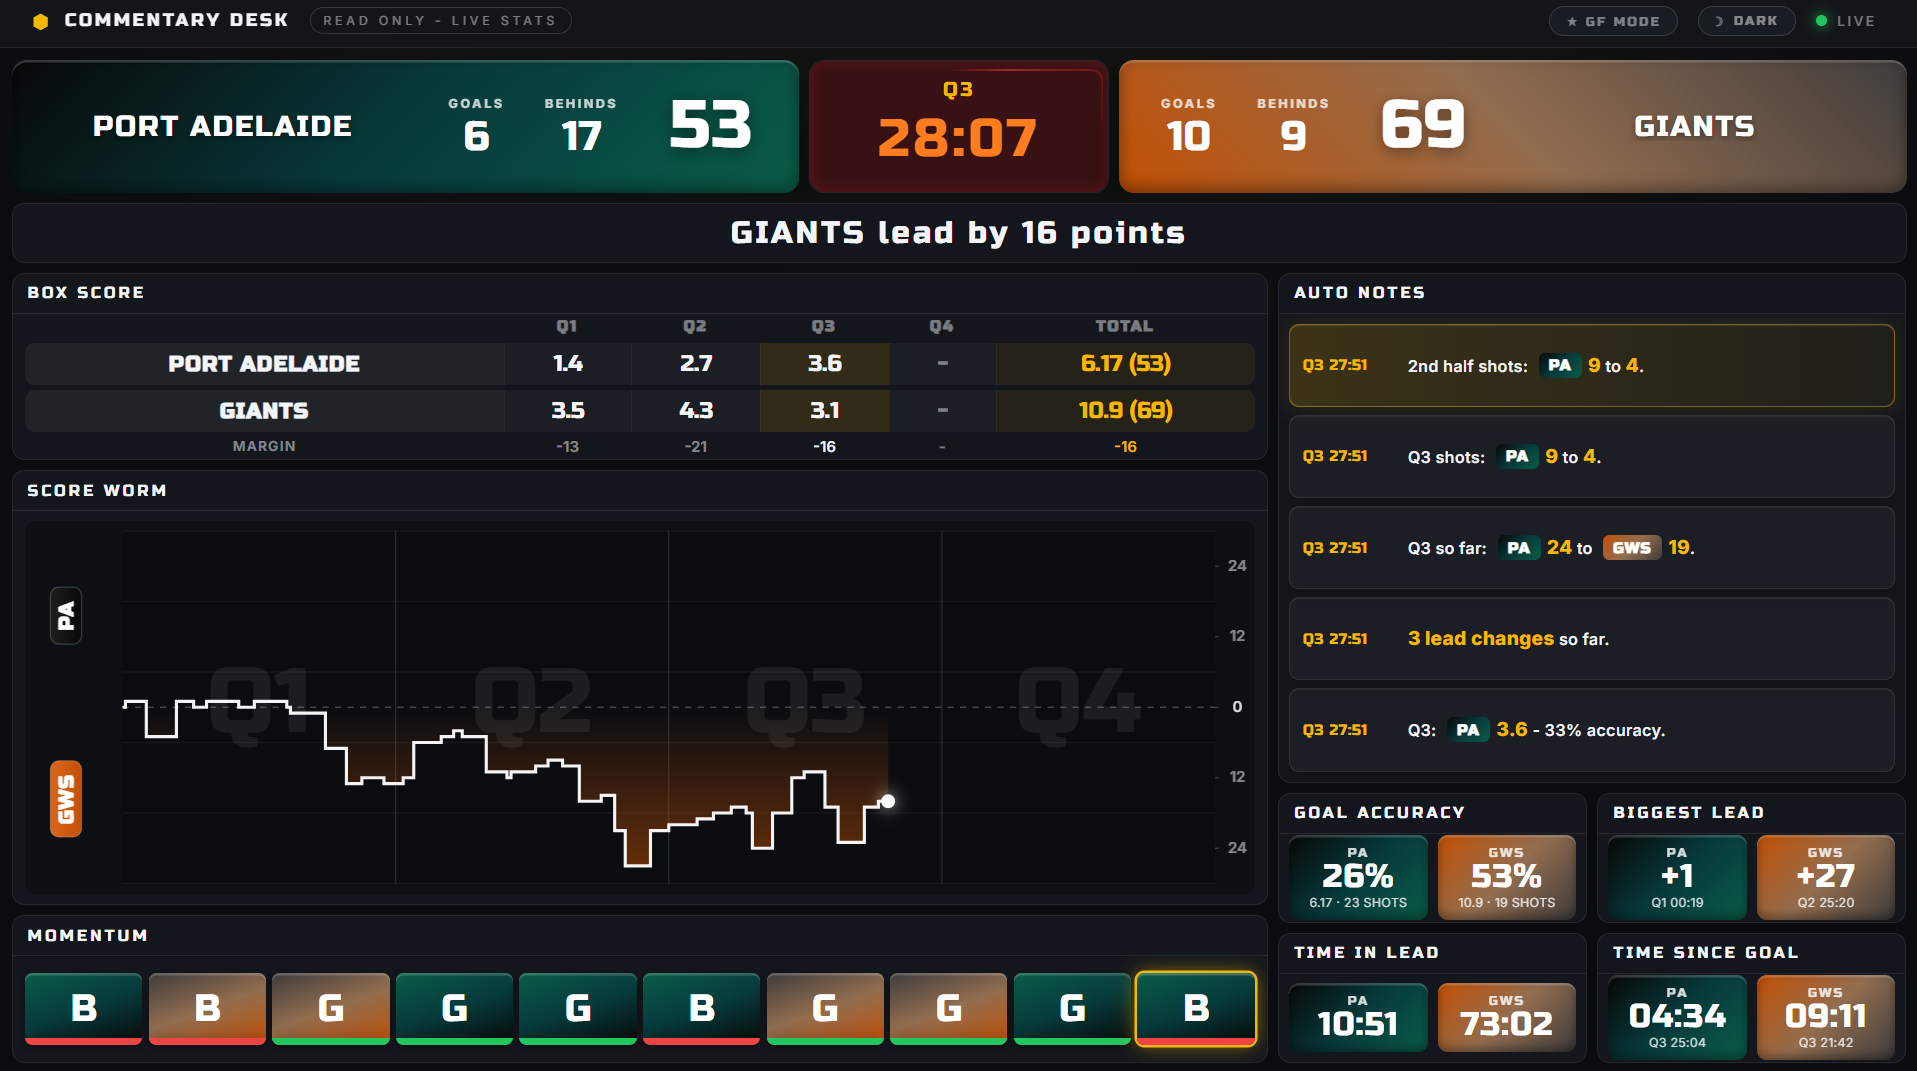 COMMENTARY DESK
READ ONLY - LIVE STATS
★ GF MODE
DARK
LIVE
PORT ADELAIDE
GOALS
6
BEHINDS
17
53
Q3
28:07
GOALS
10
BEHINDS
9
69
GIANTS
GIANTS lead by 16 points
BOX SCORE
Q1 Q2 Q3 Q4 TOTAL
PORT ADELAIDE 1.4 2.7 3.6 - 6.17 (53)
GIANTS 3.5 4.3 3.1 - 10.9 (69)
MARGIN -13 -21 -16 - -16
SCORE WORM
PA
GWS
Q1 Q2 Q3 Q4
24
12
0
12
24
MOMENTUM
B B G G G B G G G B
AUTO NOTES
Q3 27:51 2nd half shots: PA 9 to 4.
Q3 27:51 Q3 shots: PA 9 to 4.
Q3 27:51 Q3 so far: PA 24 to GWS 19.
Q3 27:51 3 lead changes so far.
Q3 27:51 Q3: PA 3.6 - 33% accuracy.
GOAL ACCURACY
PA
26%
6.17 · 23 SHOTS
GWS
53%
10.9 · 19 SHOTS
BIGGEST LEAD
PA
+1
Q1 00:19
GWS
+27
Q2 25:20
TIME IN LEAD
PA
10:51
GWS
73:02
TIME SINCE GOAL
PA
04:34
Q3 25:04
GWS
09:11
Q3 21:42